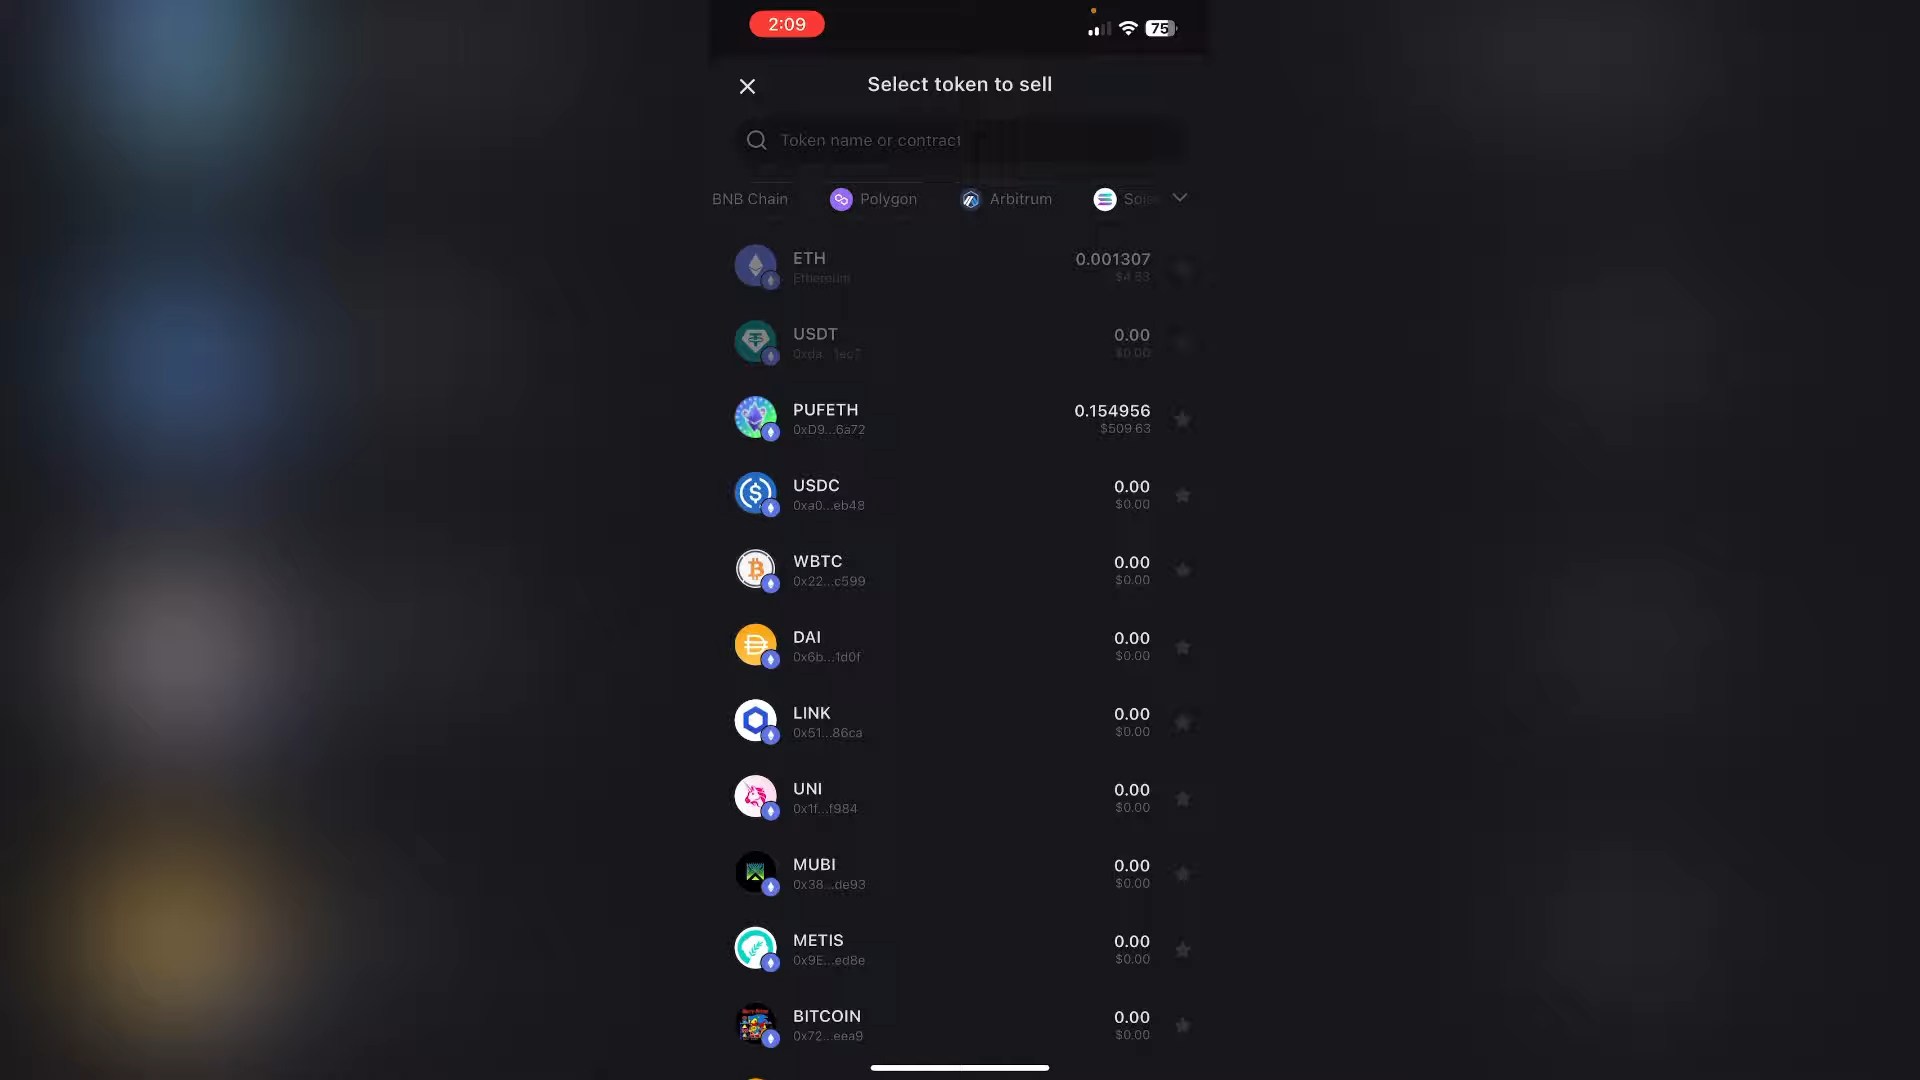 2:09
75
Select token to sell
Token name or contract
BNB Chain
Polygon
Arbitrum
ETH
0.001307
Ethereum
USDT
0.00
$0.00
PUFETH
0.154956
0xD9...6a72
$509.63
USDC
0.00
0xa0...eb48
$0.00
WBTC
0.00
0x22...c599
$0.00
DAI
0.00
0x6b...1d0f
$0.00
LINK
0.00
0x51...86ca
$0.00
UNI
0.00
0x1f...f984
$0.00
MUBI
0.00
0x38...de93
$0.00
METIS
0.00
0x9E...ed8e
$0.00
BITCOIN
0.00
0x72...eea9
$0.00